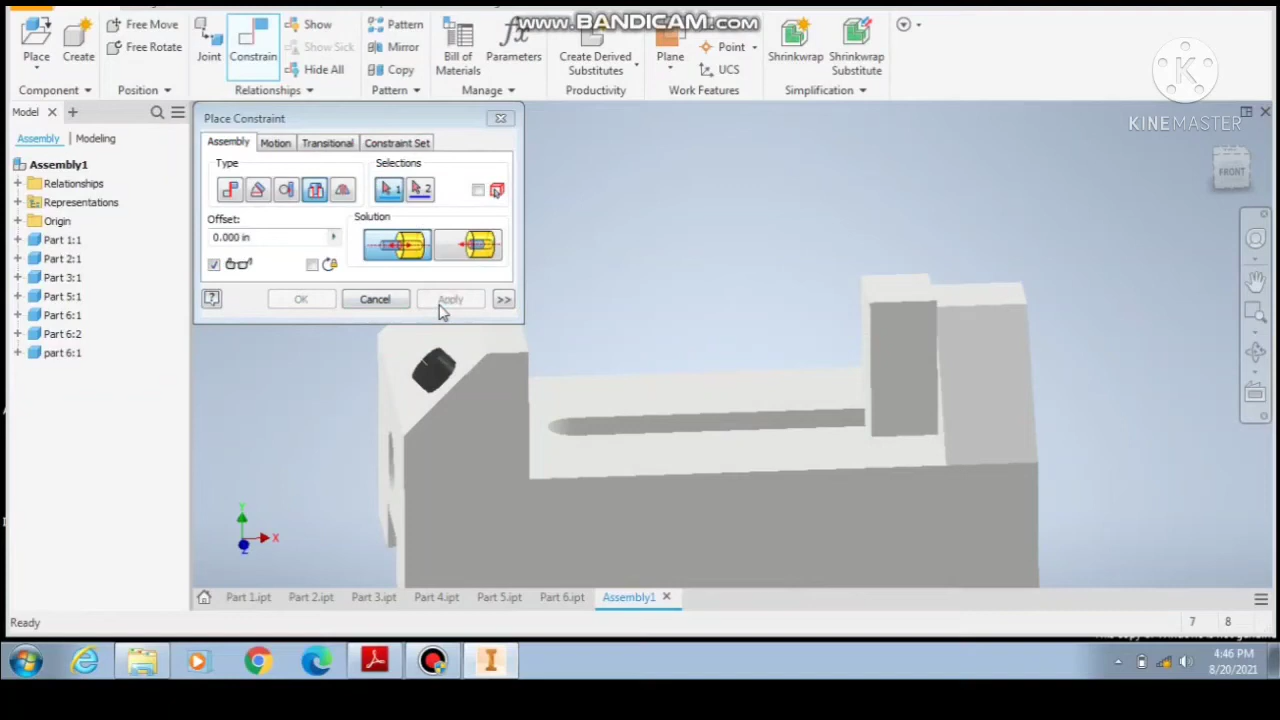 www.BANDICAM.com
K
KINEMASTER
Place
Create
Free Move
Free Rotate
Component
Position
Joint
Constrain
Show
Show Sick
Hide All
Relationships
Pattern
Mirror
Copy
Pattern
Bill of
Materials
Parameters
Manage
Create Derived
Substitutes
Productivity
Plane
Point
UCS
Work Features
Shrinkwrap
Shrinkwrap
Substitute
Simplification
Model
Assembly
Modeling
Assembly1
Relationships
Representations
Origin
Part 1:1
Part 2:1
Part 3:1
Part 5:1
Part 6:1
Part 6:2
part 6:1
Place Constraint
Assembly
Motion
Transitional
Constraint Set
Type
Selections
1
2
Offset:
Solution
0.000 in
OK
Cancel
Apply
>>
FRONT
Y
X
Z
Part 1.ipt
Part 2.ipt
Part 3.ipt
Part 4.ipt
Part 5.ipt
Part 6.ipt
Assembly1
Ready
7
8
4:46 PM
8/20/2021